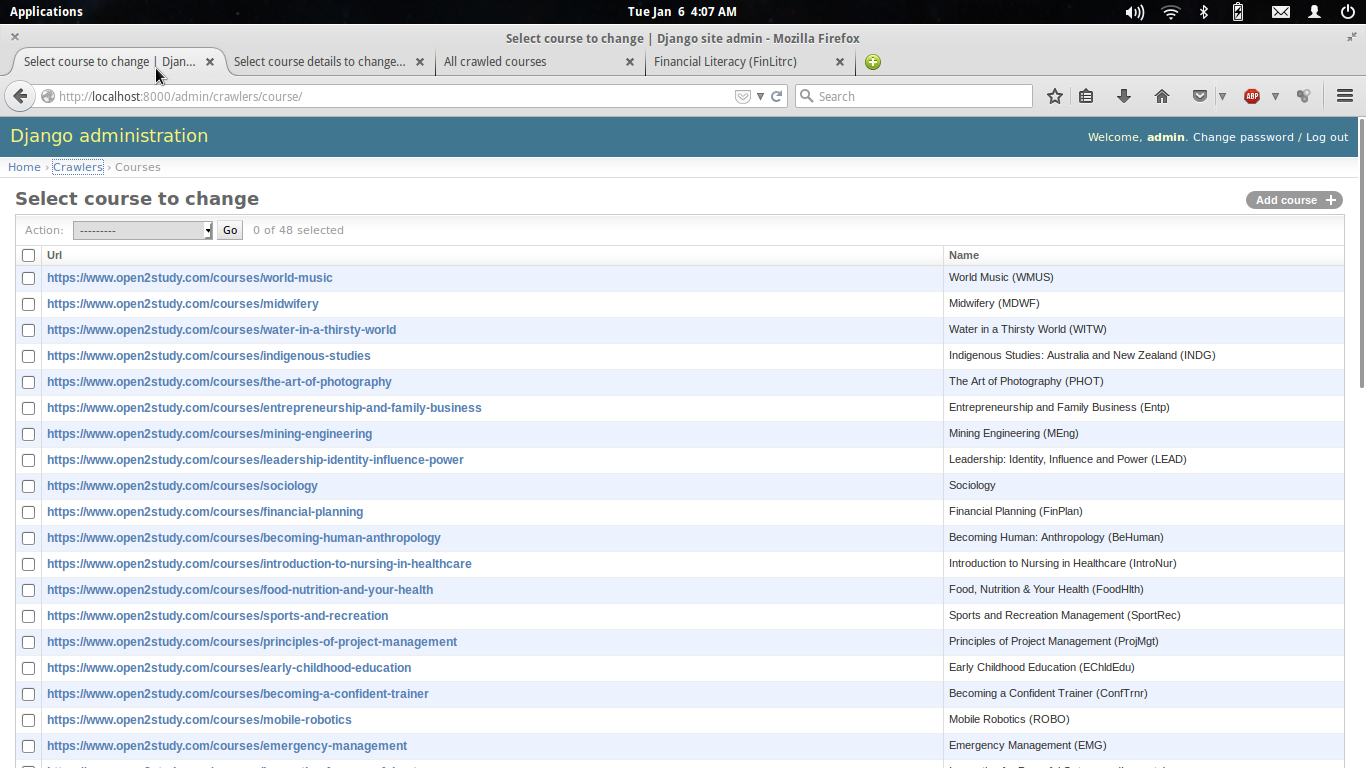 Applications
Tue Jan 6 4:07 AM
Select course to change | Django site admin - Mozilla Firefox
Select course to change | Djan...
Select course details to change...
All crawled courses
Financial Literacy (FinLitrc)
http://localhost:8000/admin/crawlers/course/
Search
ABP
Django administration
Welcome, admin. Change password / Log out
Home › Crawlers › Courses
Select course to change
Add course +
Action: --------- Go 0 of 48 selected
Url Name
https://www.open2study.com/courses/world-music World Music (WMUS)
https://www.open2study.com/courses/midwifery Midwifery (MDWF)
https://www.open2study.com/courses/water-in-a-thirsty-world Water in a Thirsty World (WITW)
https://www.open2study.com/courses/indigenous-studies Indigenous Studies: Australia and New Zealand (INDG)
https://www.open2study.com/courses/the-art-of-photography The Art of Photography (PHOT)
https://www.open2study.com/courses/entrepreneurship-and-family-business Entrepreneurship and Family Business (Entp)
https://www.open2study.com/courses/mining-engineering Mining Engineering (MEng)
https://www.open2study.com/courses/leadership-identity-influence-power Leadership: Identity, Influence and Power (LEAD)
https://www.open2study.com/courses/sociology Sociology
https://www.open2study.com/courses/financial-planning Financial Planning (FinPlan)
https://www.open2study.com/courses/becoming-human-anthropology Becoming Human: Anthropology (BeHuman)
https://www.open2study.com/courses/introduction-to-nursing-in-healthcare Introduction to Nursing in Healthcare (IntroNur)
https://www.open2study.com/courses/food-nutrition-and-your-health Food, Nutrition & Your Health (FoodHlth)
https://www.open2study.com/courses/sports-and-recreation Sports and Recreation Management (SportRec)
https://www.open2study.com/courses/principles-of-project-management Principles of Project Management (ProjMgt)
https://www.open2study.com/courses/early-childhood-education Early Childhood Education (EChldEdu)
https://www.open2study.com/courses/becoming-a-confident-trainer Becoming a Confident Trainer (ConfTrnr)
https://www.open2study.com/courses/mobile-robotics Mobile Robotics (ROBO)
https://www.open2study.com/courses/emergency-management Emergency Management (EMG)